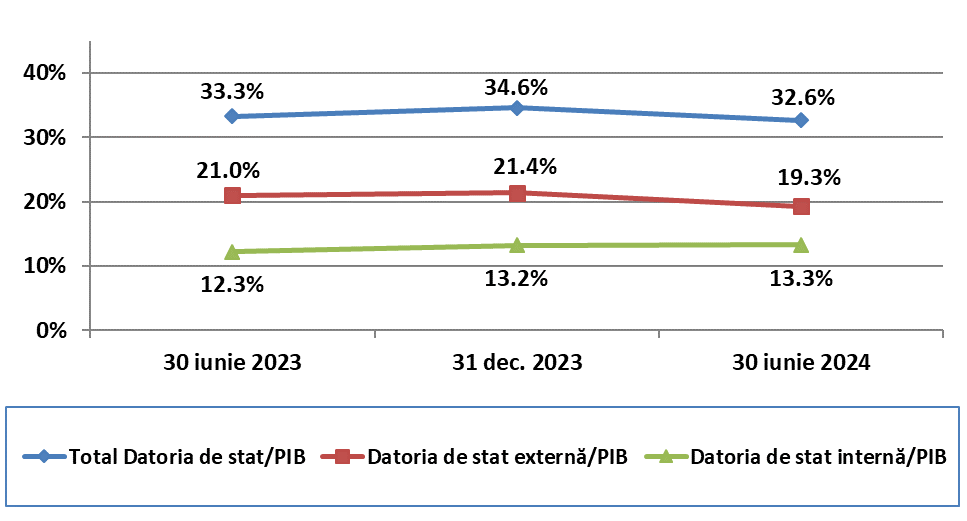 40%
33.3%
34.6%
32.6%
30%
21.0%
21.4%
19.3%
20%
10%
12.3%
13.2%
13.3%
0%
30 iunie 2023
31 dec. 2023
30 iunie 2024
Total Datoria de stat/PIB
Datoria de stat externă/PIB
Datoria de stat internă/PIB